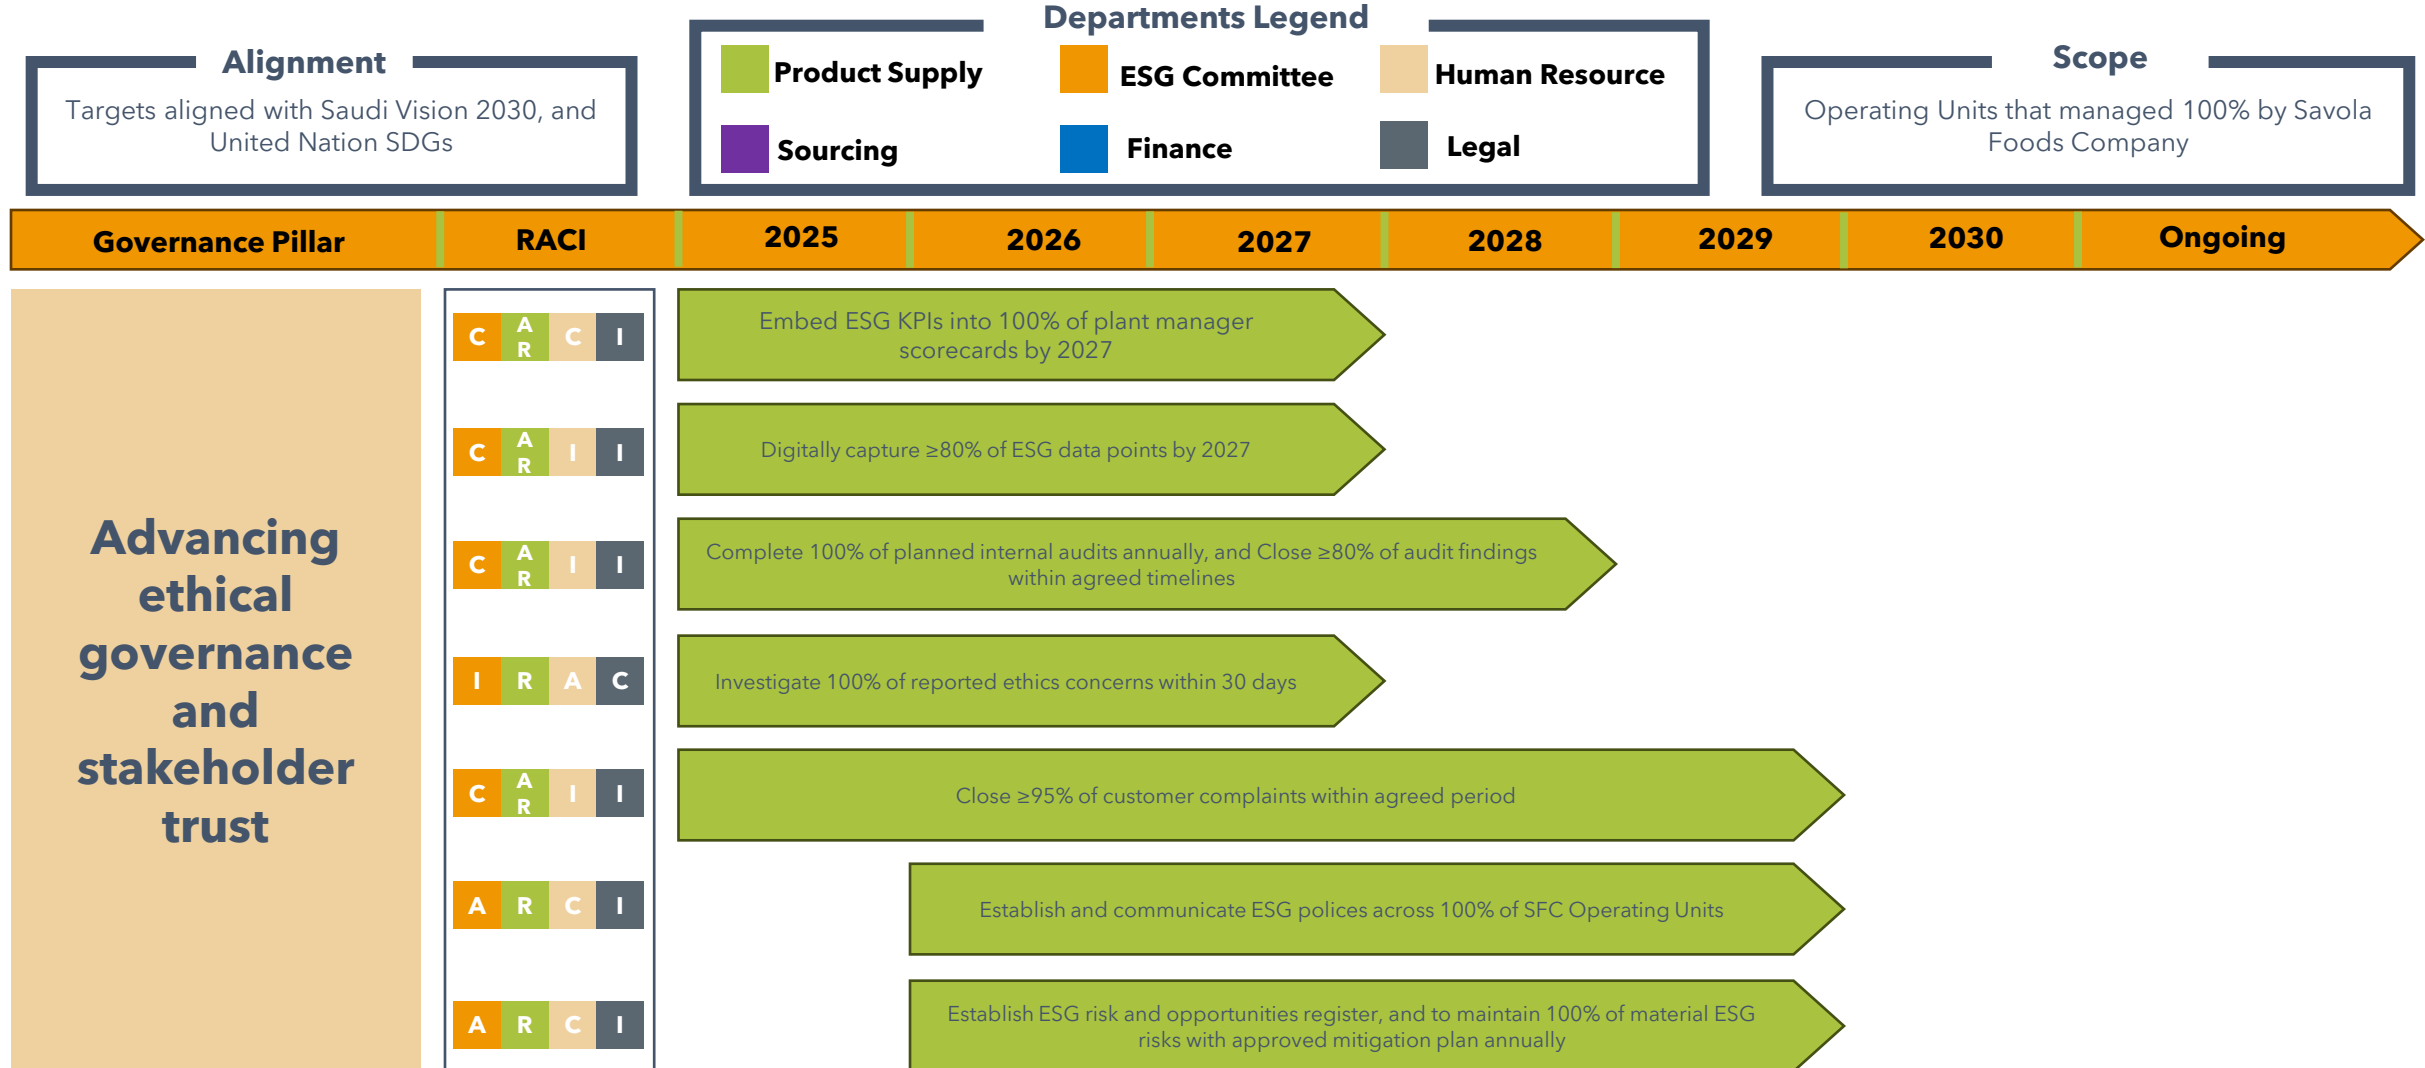 Departments Legend
Alignment
Targets aligned with Saudi Vision 2030, and
United Nation SDGs
Product Supply
ESG Committee
Human Resource
Sourcing
Finance
Legal
Scope
Operating Units that managed 100% by Savola
Foods Company
Governance Pillar
RACI
2025
2026
2027
2028
2029
2030
Ongoing
Advancing
ethical
governance
and
stakeholder
trust
C
A
R
C
I
Embed ESG KPIs into 100% of plant manager
scorecards by 2027
C
A
R
I
I
Digitally capture ≥80% of ESG data points by 2027
C
A
R
I
I
Complete 100% of planned internal audits annually, and Close ≥80% of audit findings
within agreed timelines
I
R
A
C
Investigate 100% of reported ethics concerns within 30 days
C
A
R
I
I
Close ≥95% of customer complaints within agreed period
A
R
C
I
Establish and communicate ESG polices across 100% of SFC Operating Units
A
R
C
I
Establish ESG risk and opportunities register, and to maintain 100% of material ESG
risks with approved mitigation plan annually